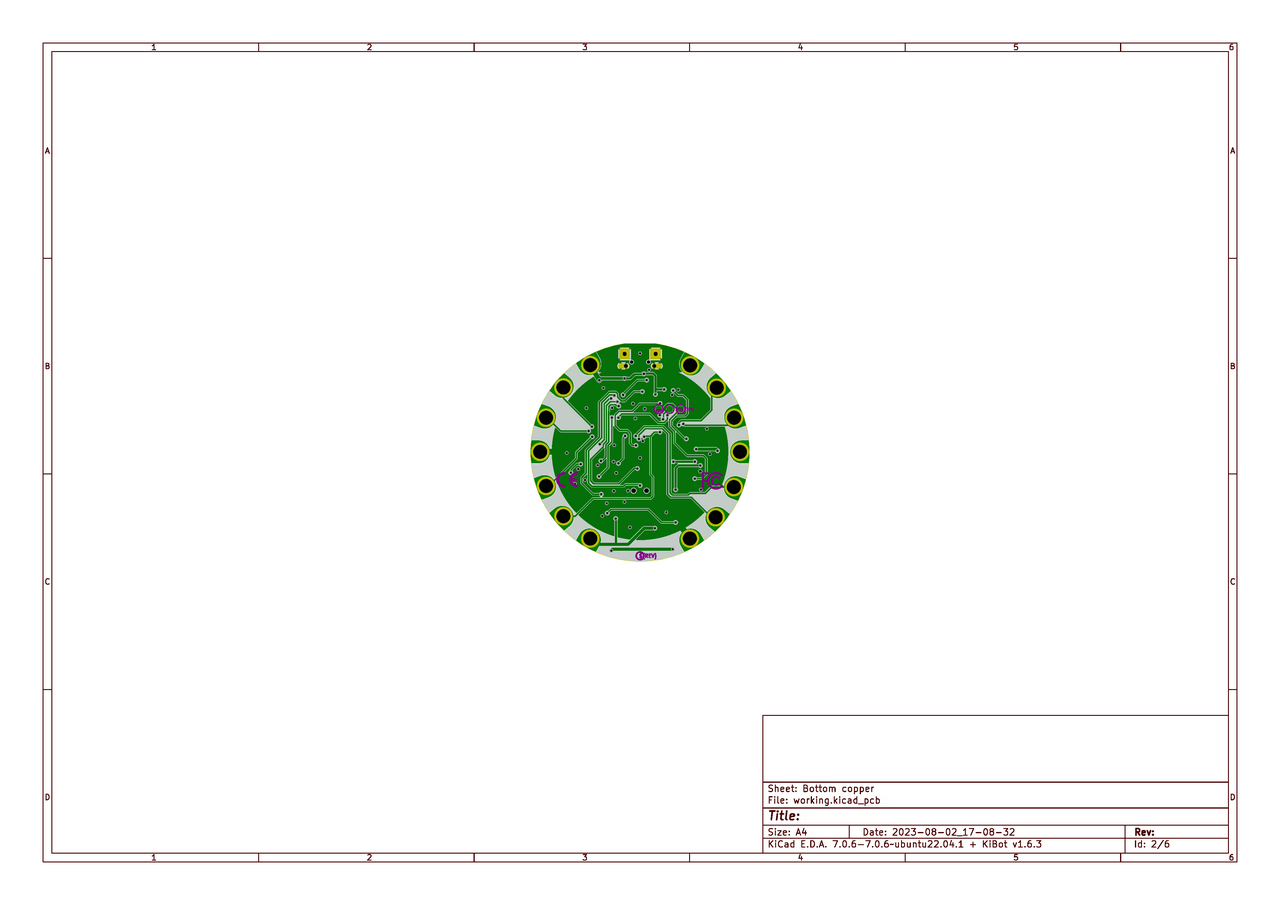 1 2 3 4 5 6
A A
B B
C C
D D
CE FC
REVJ
Sheet: Bottom copper
File: working.kicad_pcb
Title:
Size: A4 Date: 2023-08-02_17-08-32 Rev:
KiCad E.D.A. 7.0.6-7.0.6~ubuntu22.04.1 + KiBot v1.6.3 Id: 2/6
1 2 3 4 5 6